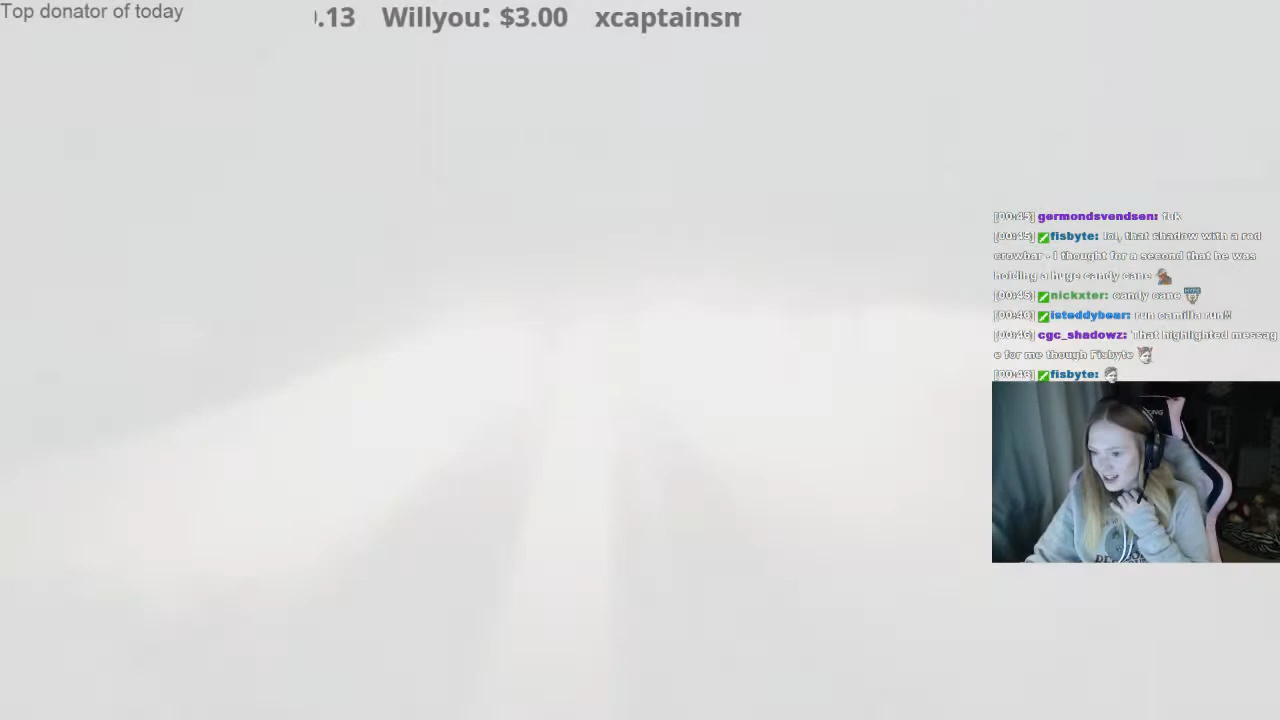 Top donator of today
.13 Willyou: $3.00 xcaptainsm
[00:45] germondsvendsen: fuk
[00:45] fisbyte: lol, that shadow with a red
crowbar - I thought for a second that he was
holding a huge candy cane
[00:45] nickxter: candy cane
[00:46] isteddybear: run camilla run!!
[00:46] cgc_shadowz: That highlighted messag
e for me though Fisbyte
[00:46] fisbyte: